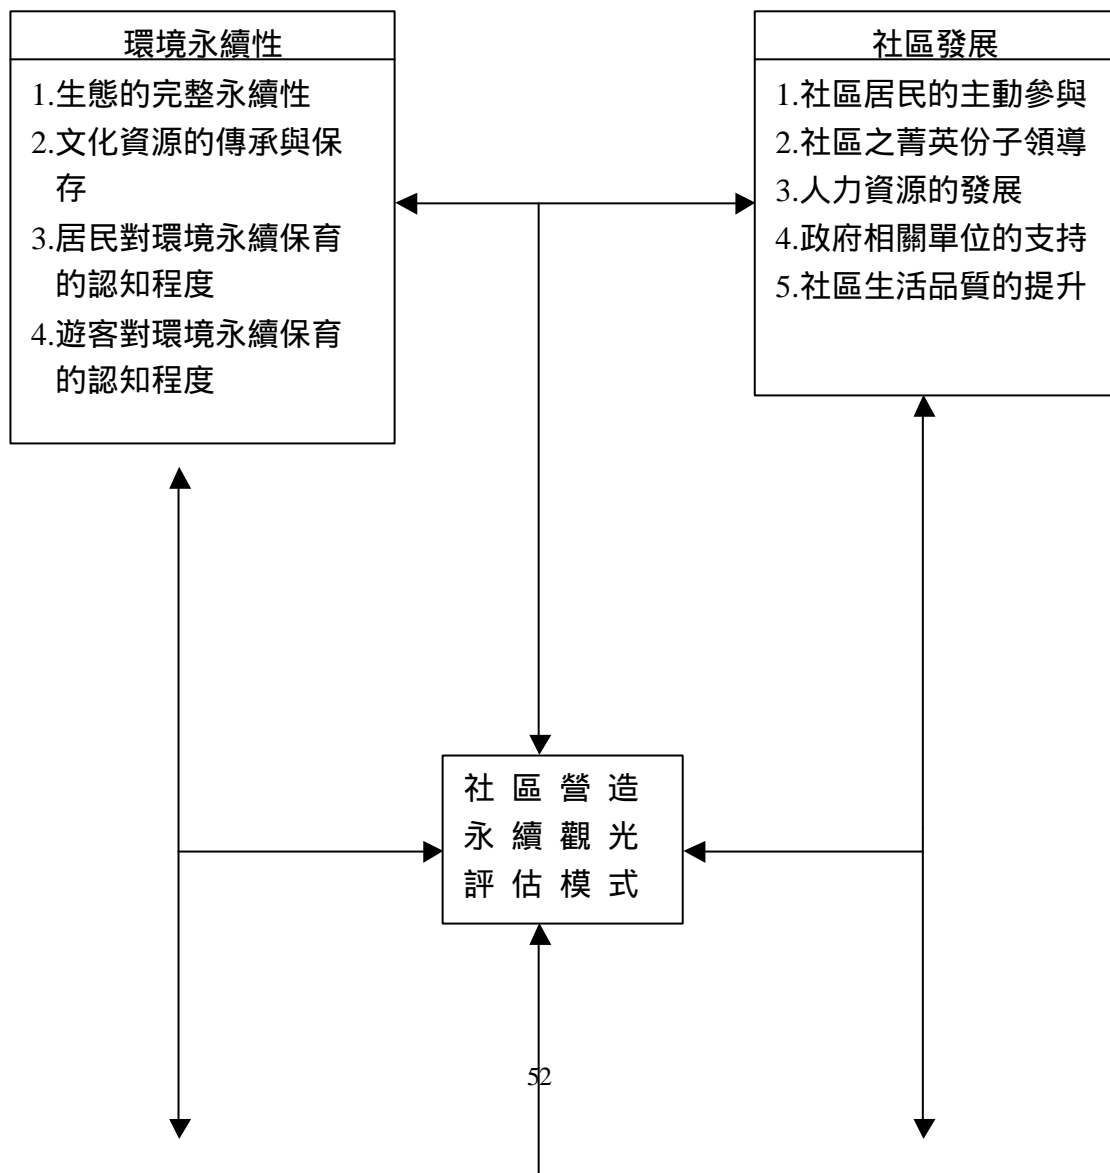 環境永續性
1.生態的完整永續性
2.文化資源的傳承與保
存
3.居民對環境永續保育
的認知程度
4.遊客對環境永續保育
的認知程度
社區發展
1.社區居民的主動參與
2.社區之菁英份子領導
3.人力資源的發展
4.政府相關單位的支持
5.社區生活品質的提升
社區營造
永續觀光
評估模式
52